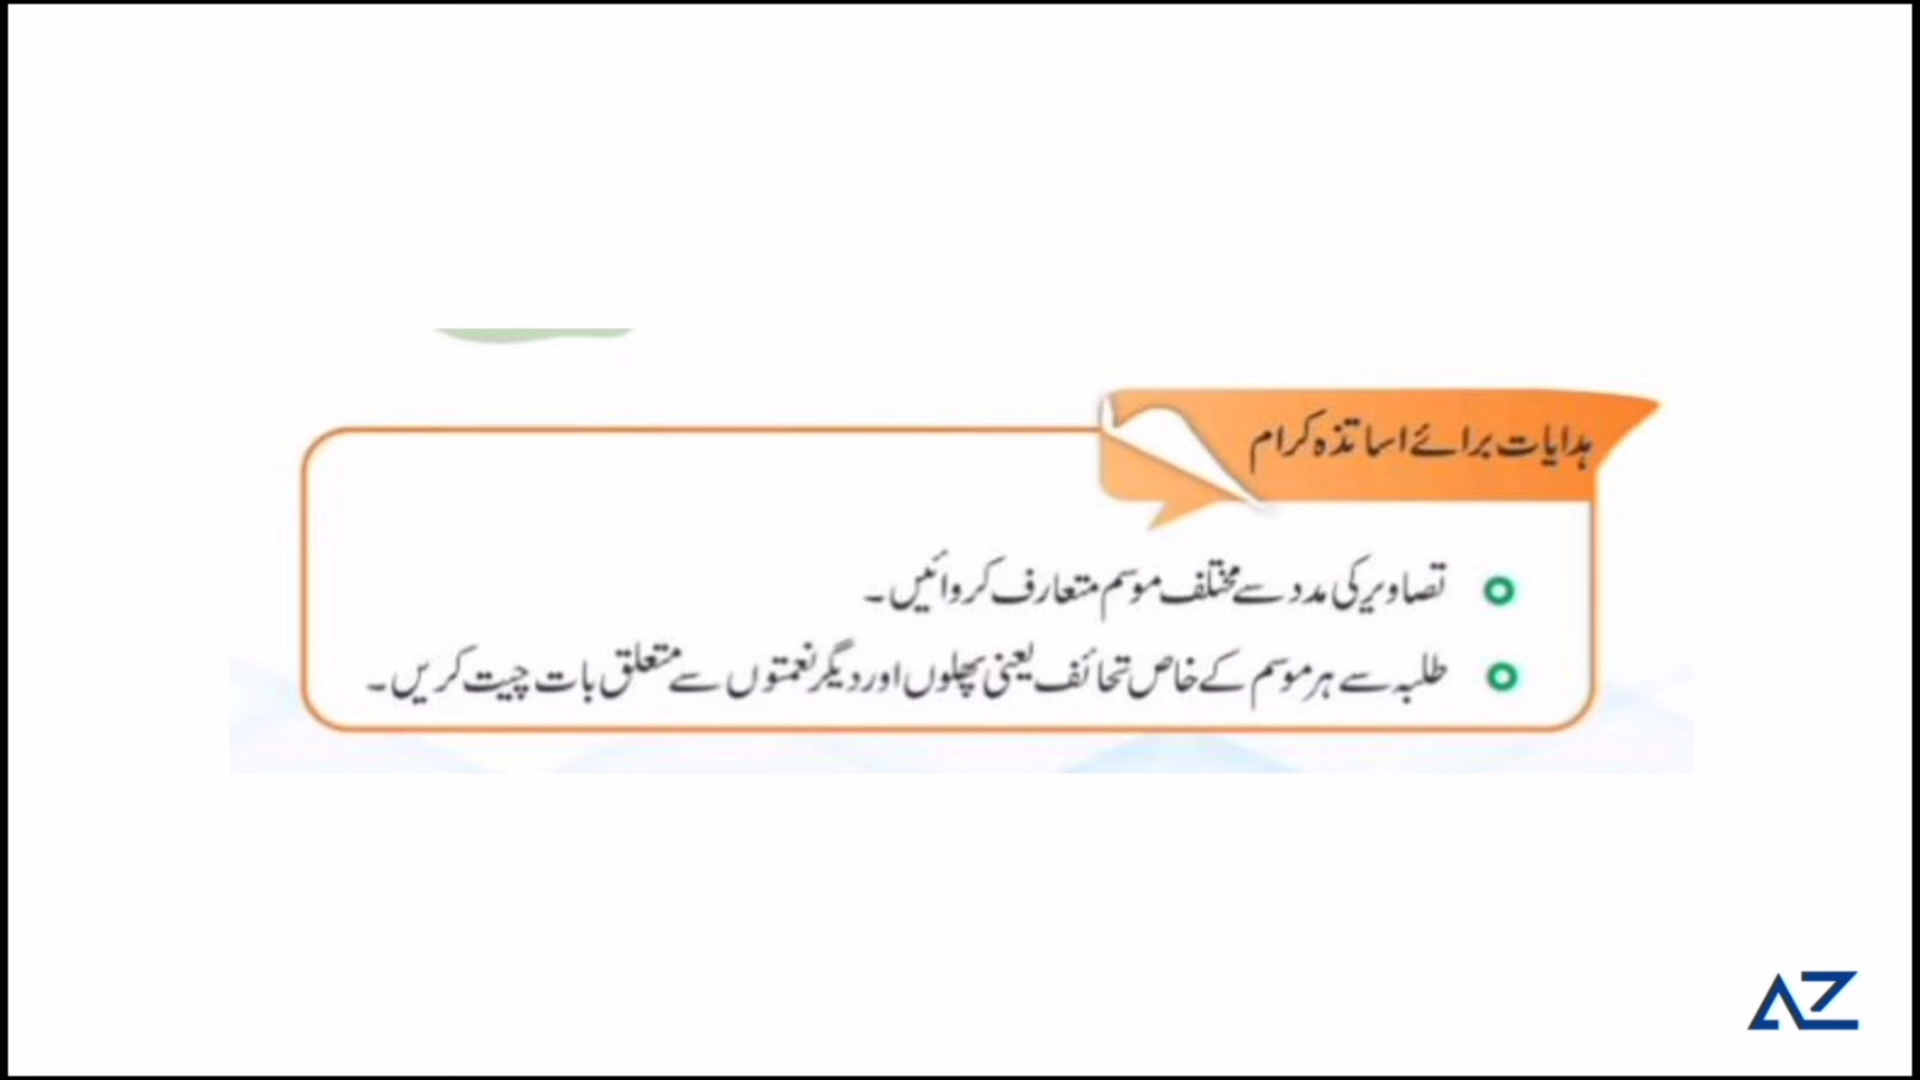 ہدایات برائے اساتذہ کرام
تصاویر کی مدد سے مختلف موسم متعارف کروائیں۔
طلبہ سے ہر موسم کے خاص تحائف یعنی پھلوں اور دیگر نعمتوں سے متعلق بات چیت کریں۔
AZ